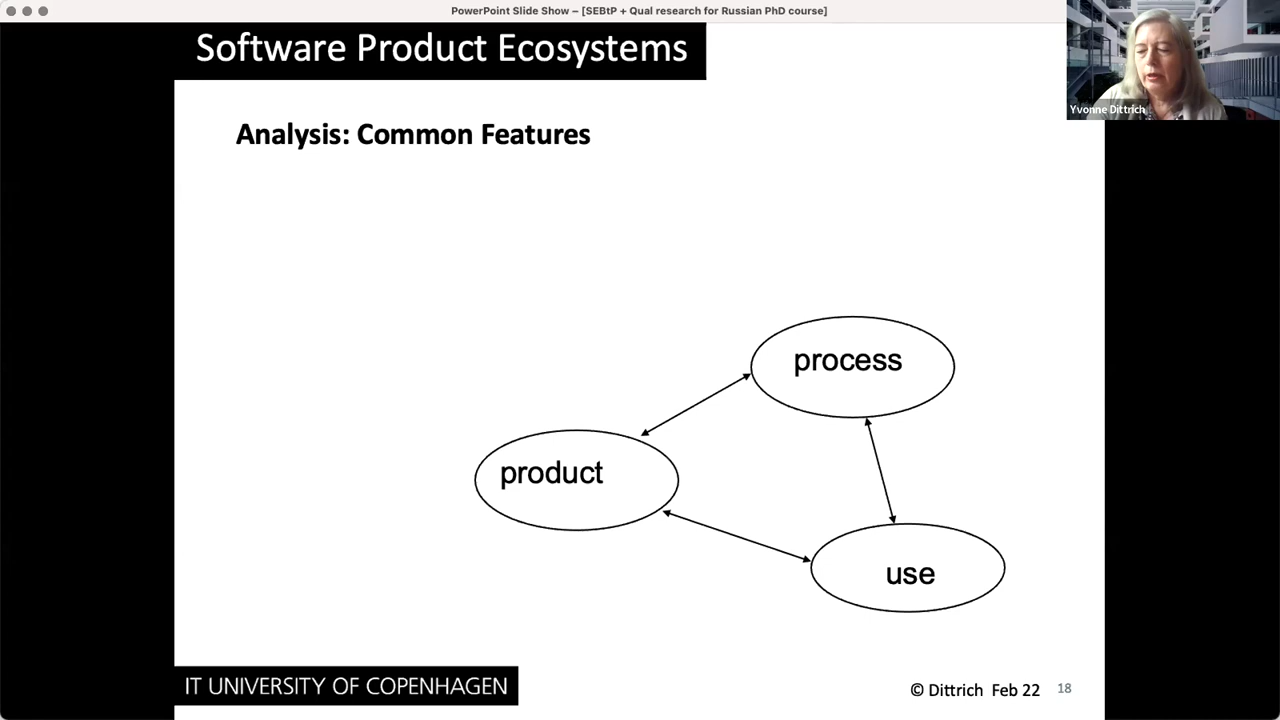 PowerPoint Slide Show – [SEBtP + Qual research for Russian PhD course]
Software Product Ecosystems
Yvonne Dittrich
Analysis: Common Features
process
product
use
IT UNIVERSITY OF COPENHAGEN
© Dittrich Feb 22 18